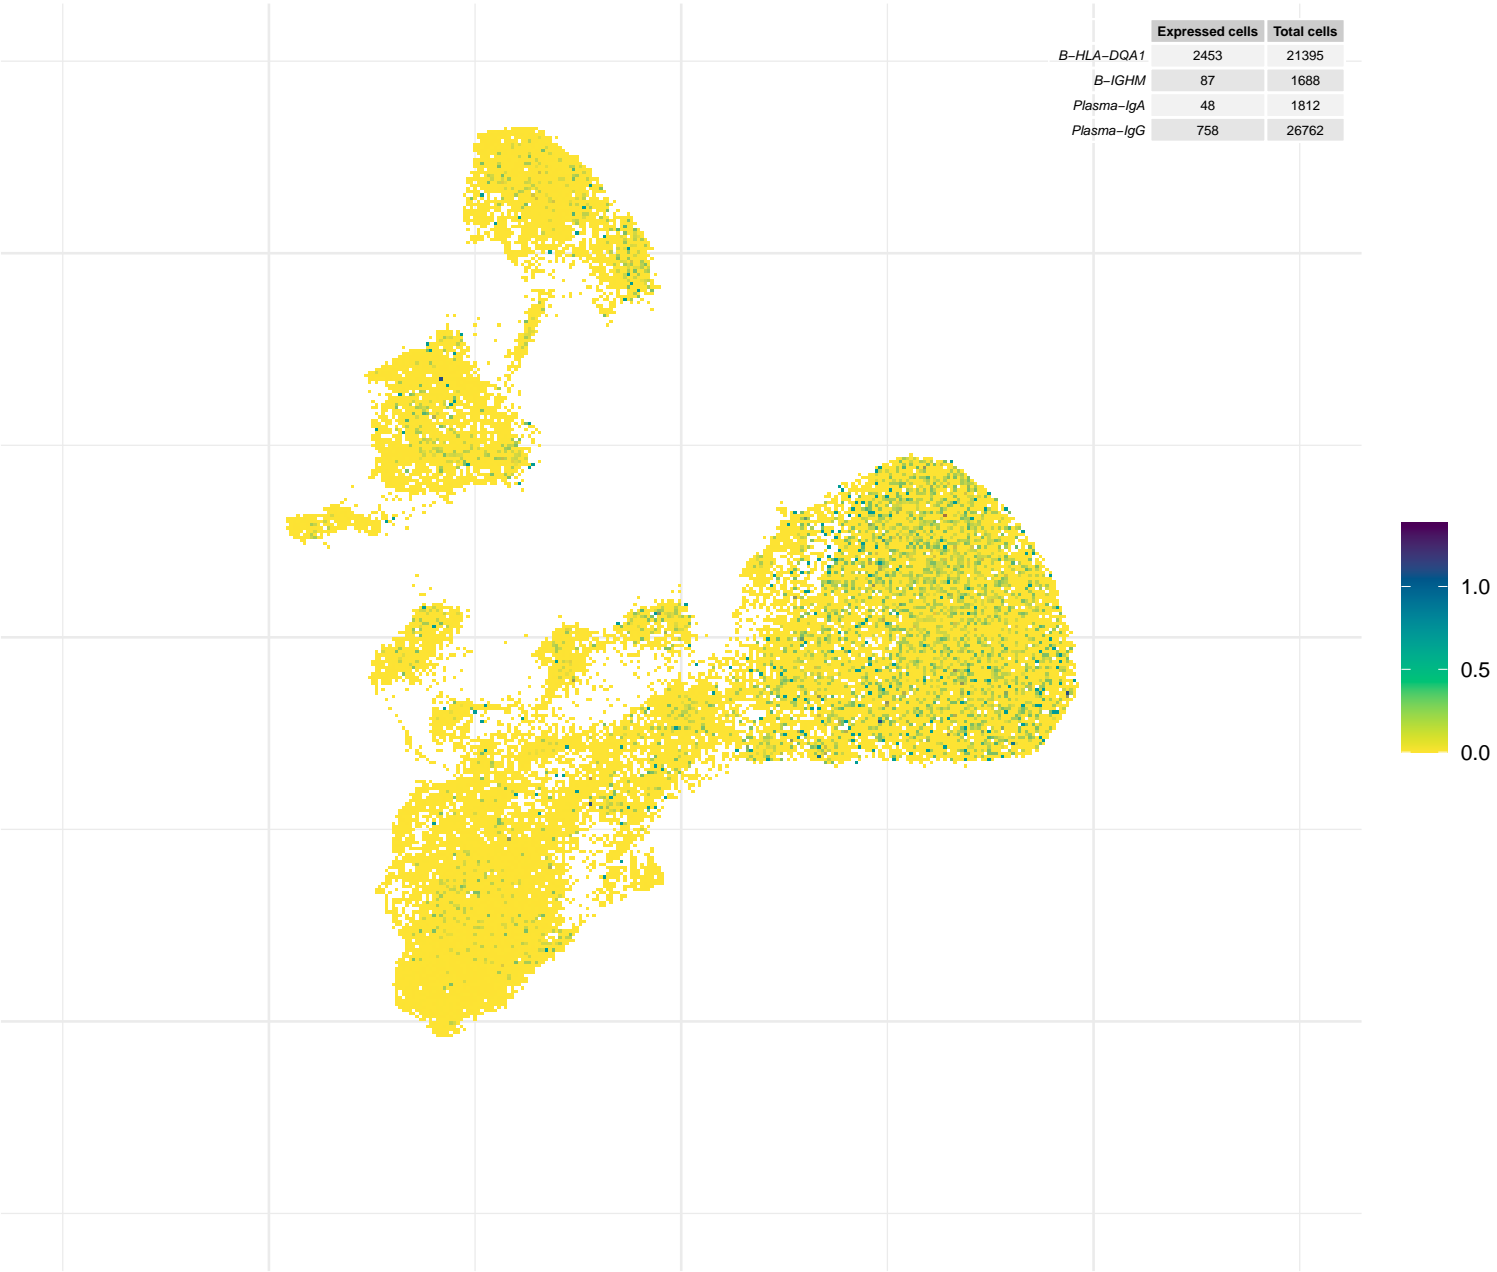 Expressed cells Total cells
B−HLA−DQA1 2453 21395
B−IGHM 87 1688
Plasma−IgA 48 1812
Plasma−IgG 758 26762
1.0
0.5
0.0